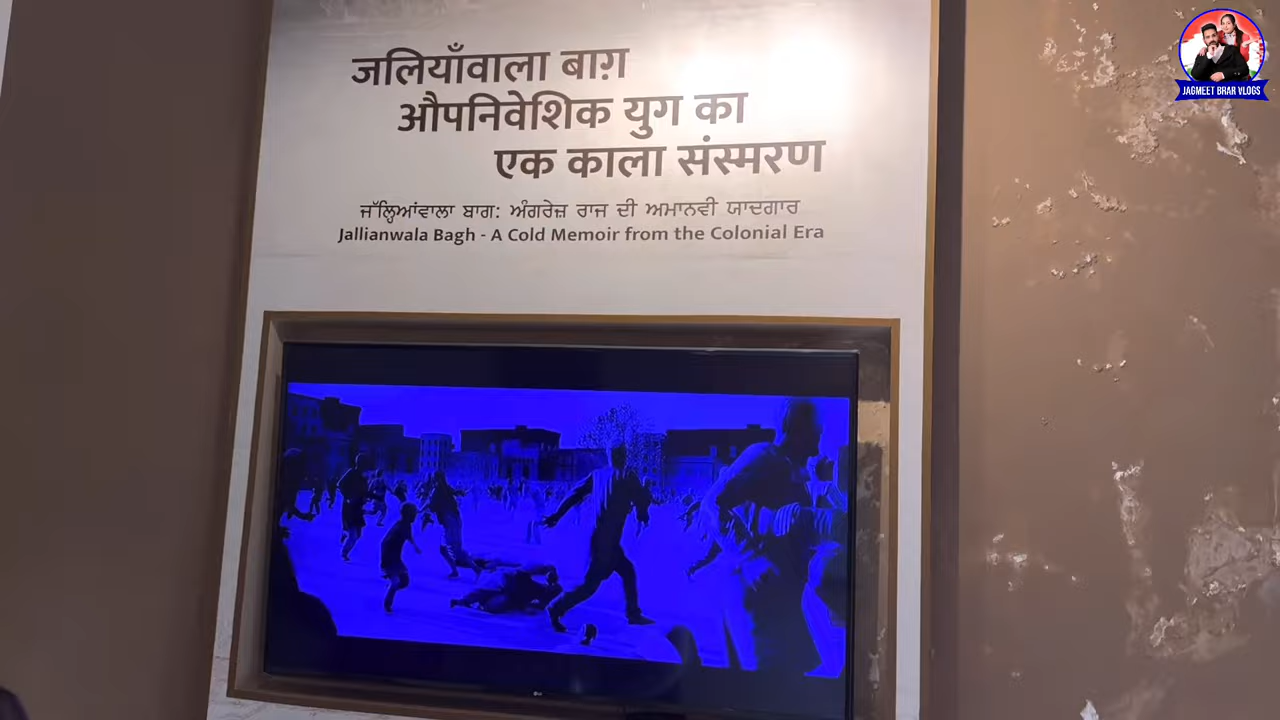 जलियाँवाला बाग़
औपनिवेशिक युग का
एक काला संस्मरण
ਜੱਲ੍ਹਿਆਂਵਾਲਾ ਬਾਗ: ਅੰਗਰੇਜ਼ ਰਾਜ ਦੀ ਅਮਾਨਵੀ ਯਾਦਗਾਰ
Jallianwala Bagh - A Cold Memoir from the Colonial Era
JAGMEET BRAR VLOGS
LG